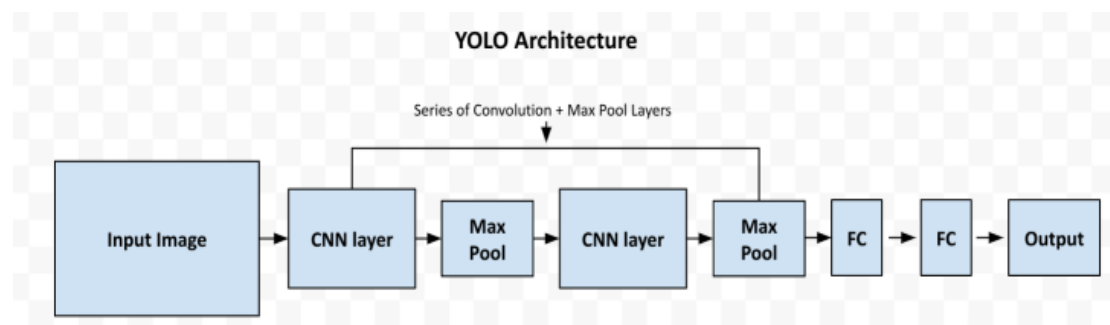 YOLO Architecture
Series of Convolution + Max Pool Layers
Input Image
CNN layer
Max
Pool
CNN layer
Max
Pool
FC
FC
Output